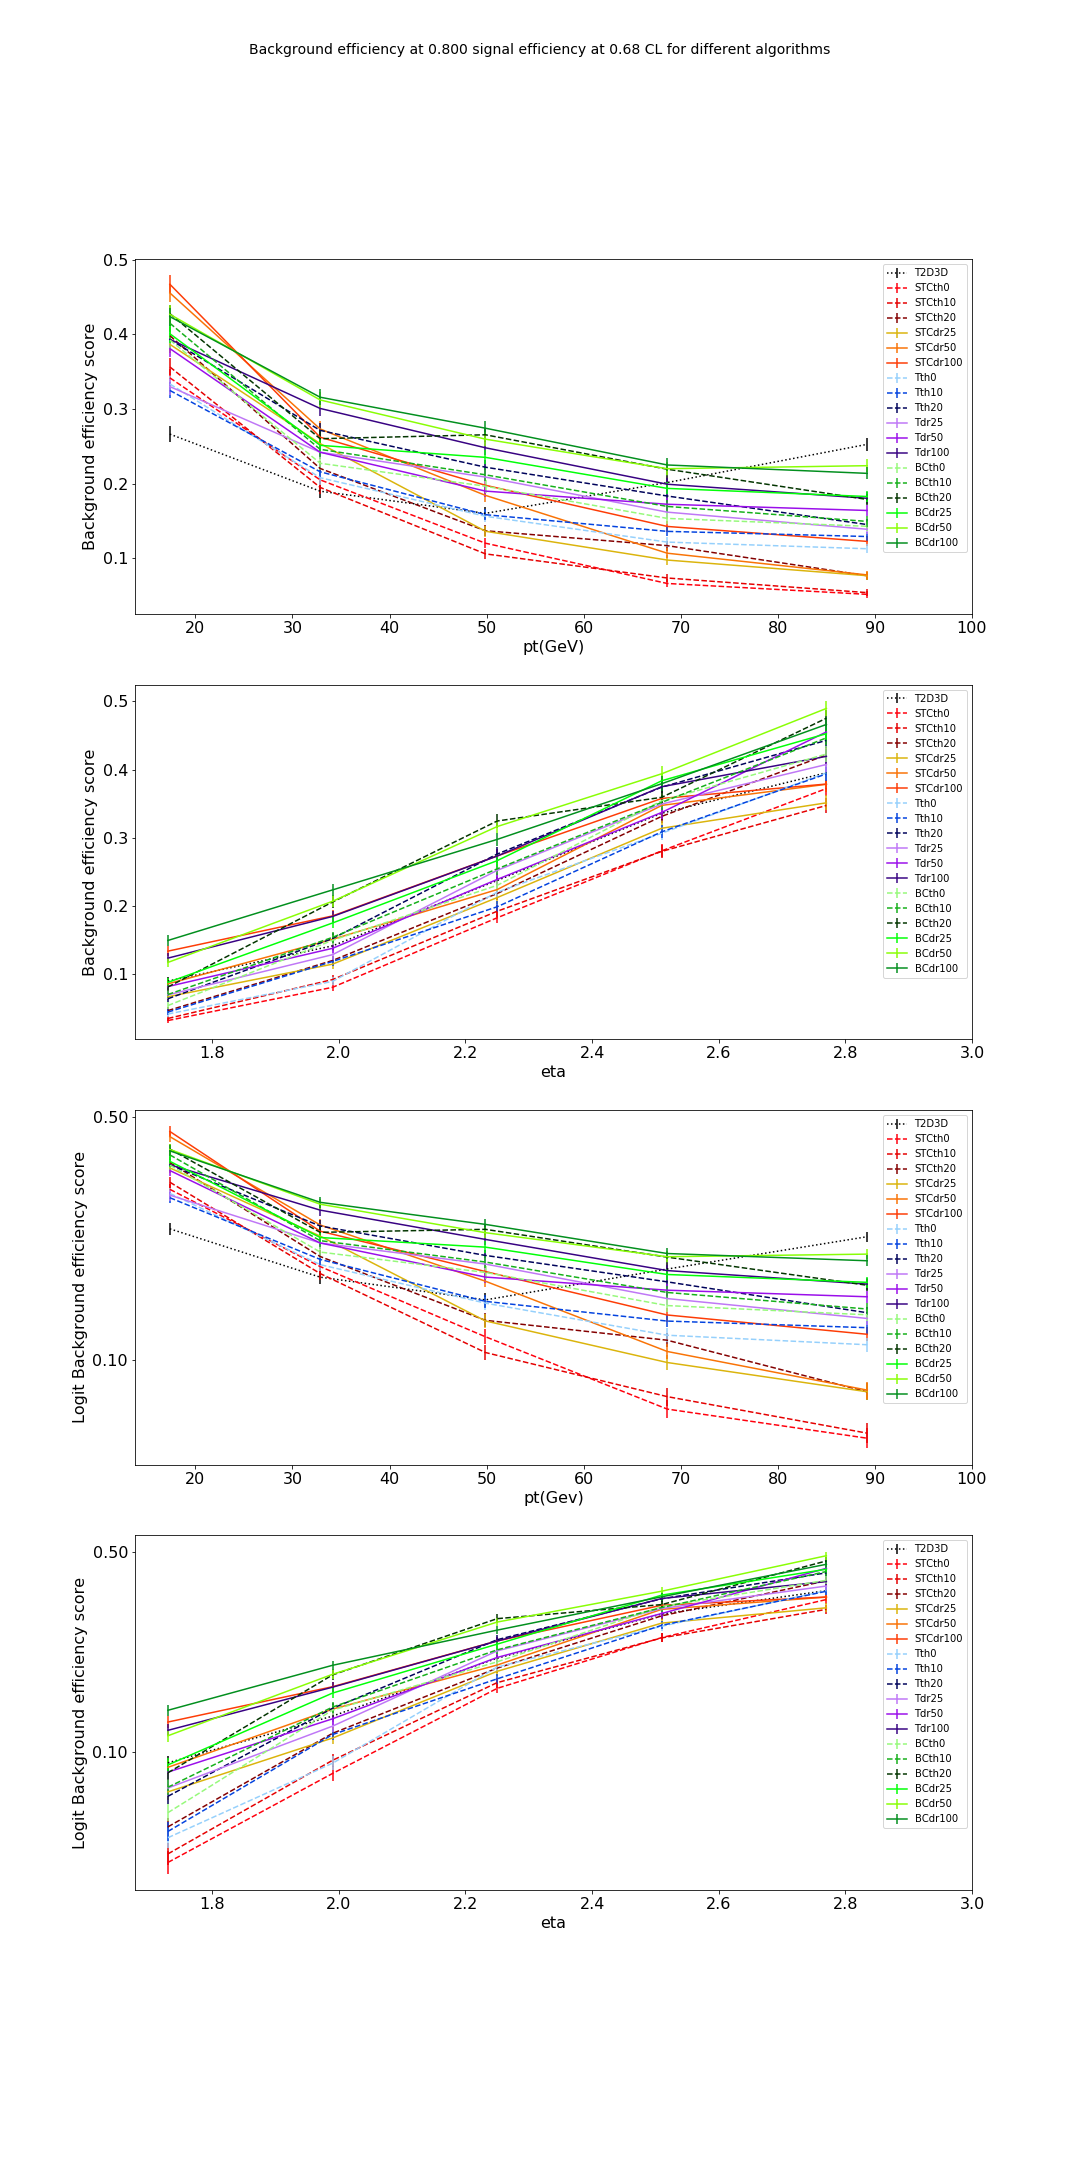 Background efficiency at 0.800 signal efficiency at 0.68 CL for different algorithms
0.5
0.4
0.3
0.2
0.1
Background efficiency score
20 30 40 50 60 70 80 90 100
pt(GeV)
T2D3D
STCth0
STCth10
STCth20
STCdr25
STCdr50
STCdr100
Tth0
Tth10
Tth20
Tdr25
Tdr50
Tdr100
BCth0
BCth10
BCth20
BCdr25
BCdr50
BCdr100
0.5
0.4
0.3
0.2
0.1
Background efficiency score
1.8 2.0 2.2 2.4 2.6 2.8 3.0
eta
T2D3D
STCth0
STCth10
STCth20
STCdr25
STCdr50
STCdr100
Tth0
Tth10
Tth20
Tdr25
Tdr50
Tdr100
BCth0
BCth10
BCth20
BCdr25
BCdr50
BCdr100
0.50
0.10
Logit Background efficiency score
20 30 40 50 60 70 80 90 100
pt(Gev)
T2D3D
STCth0
STCth10
STCth20
STCdr25
STCdr50
STCdr100
Tth0
Tth10
Tth20
Tdr25
Tdr50
Tdr100
BCth0
BCth10
BCth20
BCdr25
BCdr50
BCdr100
0.50
0.10
Logit Background efficiency score
1.8 2.0 2.2 2.4 2.6 2.8 3.0
eta
T2D3D
STCth0
STCth10
STCth20
STCdr25
STCdr50
STCdr100
Tth0
Tth10
Tth20
Tdr25
Tdr50
Tdr100
BCth0
BCth10
BCth20
BCdr25
BCdr50
BCdr100